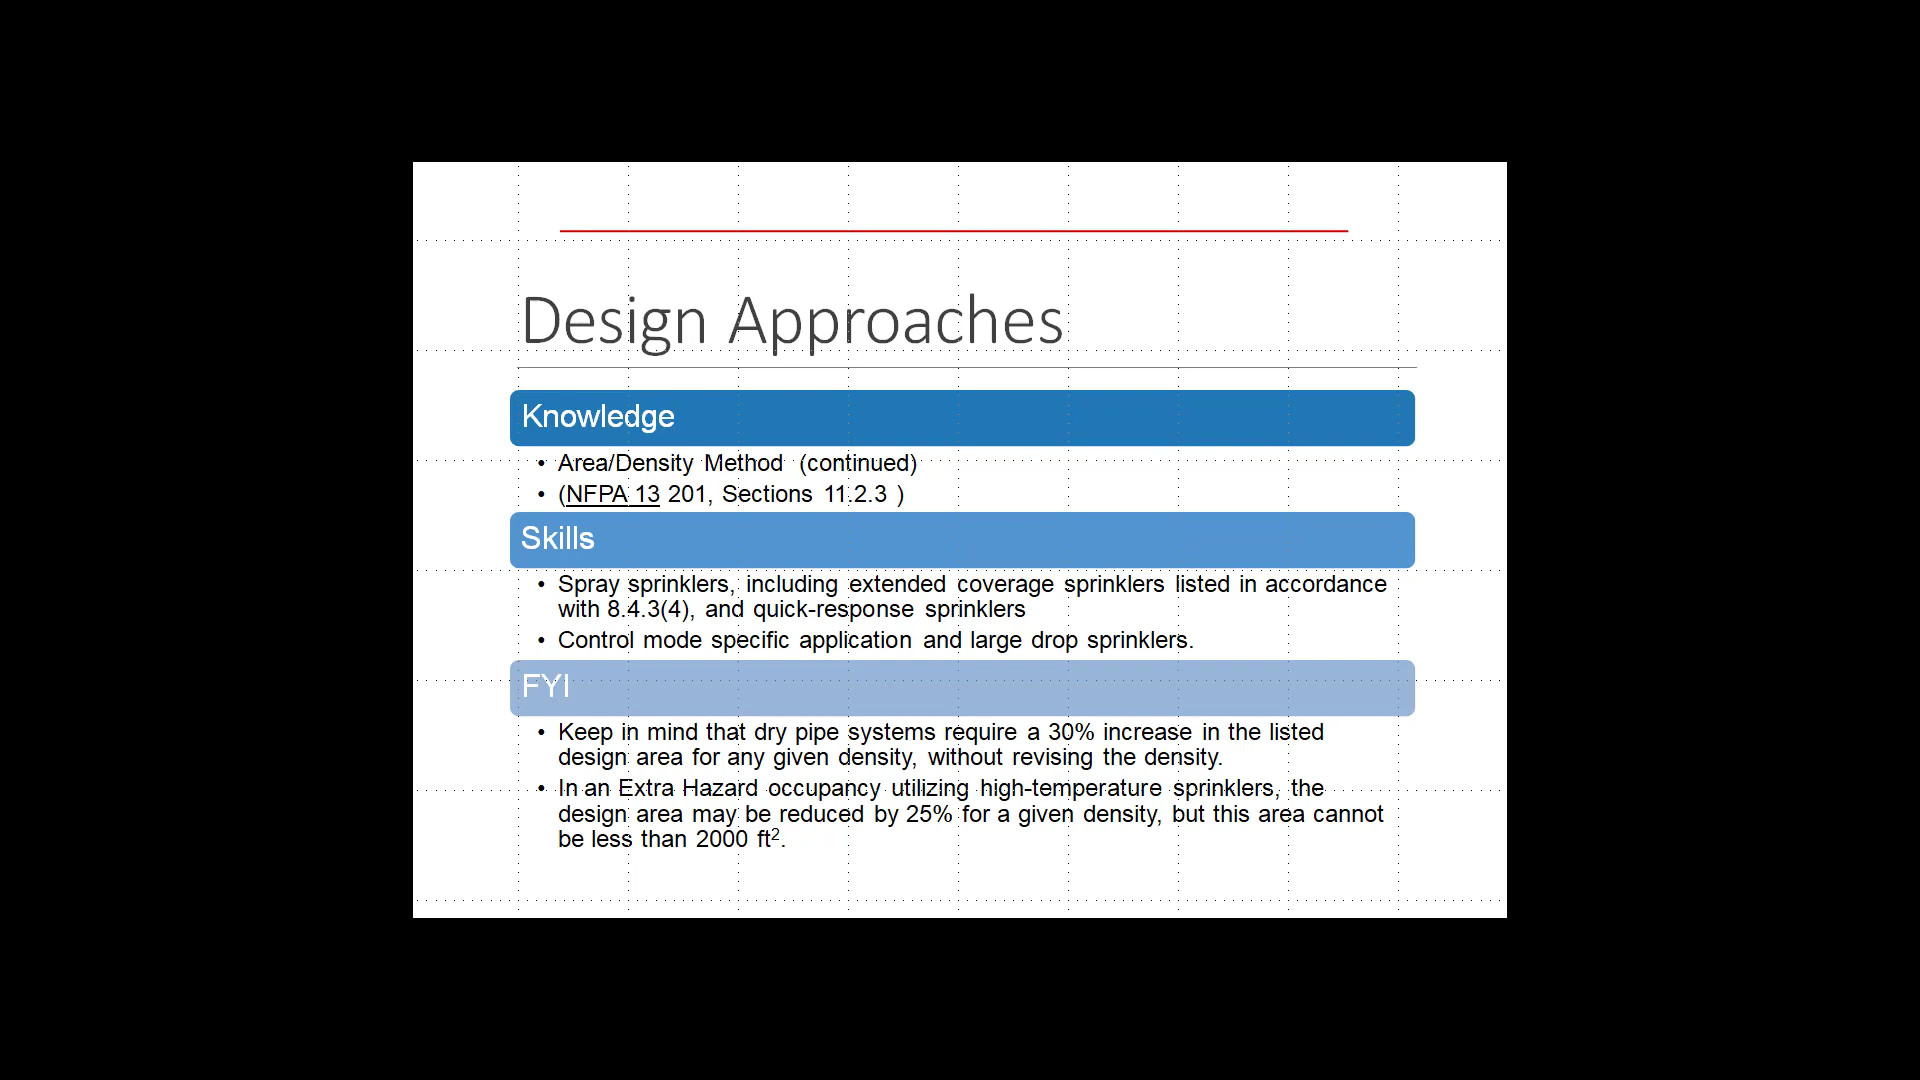 Design Approaches
Knowledge
• Area/Density Method (continued)
• (NFPA 13 201, Sections 11.2.3 )
Skills
• Spray sprinklers, including extended coverage sprinklers listed in accordance
with 8.4.3(4), and quick-response sprinklers
• Control mode specific application and large drop sprinklers.
FYI
• Keep in mind that dry pipe systems require a 30% increase in the listed
design area for any given density, without revising the density.
• In an Extra Hazard occupancy utilizing high-temperature sprinklers, the
design area may be reduced by 25% for a given density, but this area cannot
be less than 2000 ft².